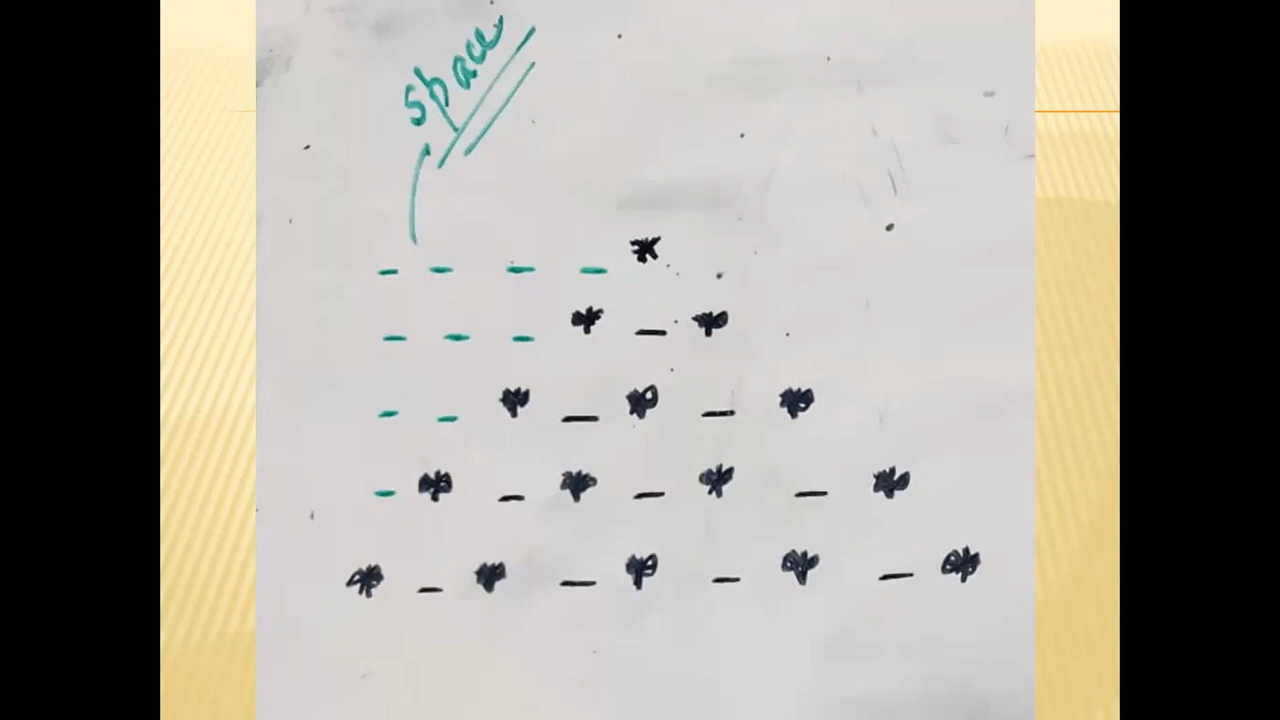 space
- - - - *
- - - * - *
- - * - * - *
- * - * - * - *
* - * - * - * - *